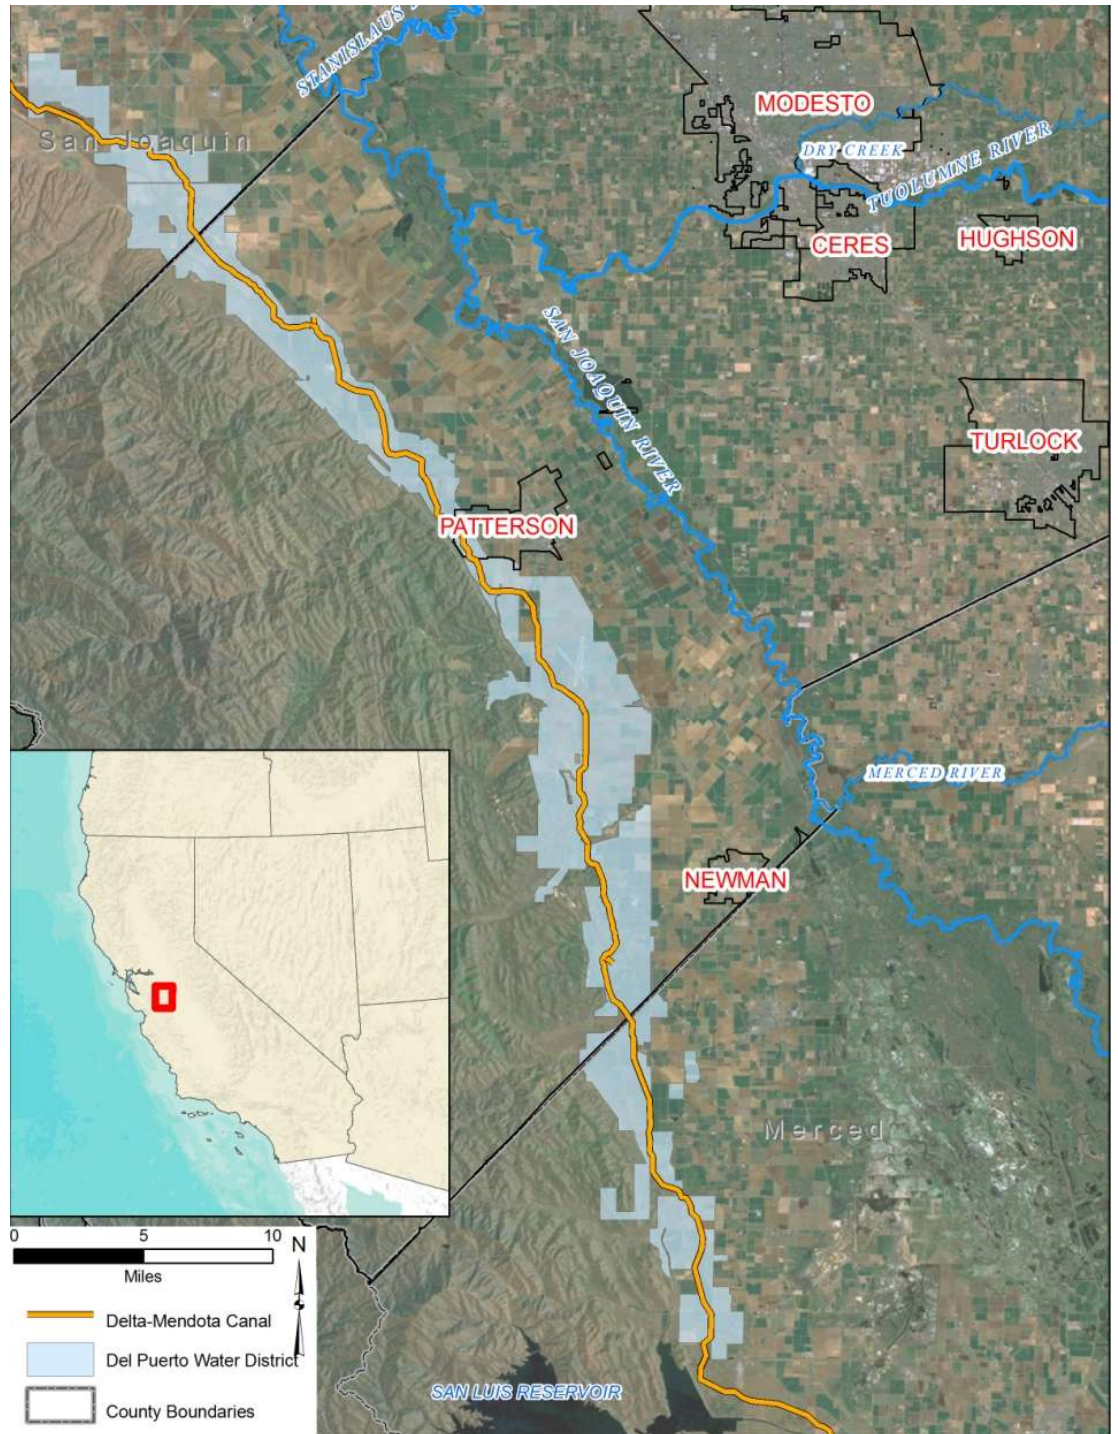 STANISLAUS
MODESTO
San Joaquin
DRY CREEK
TUOLUMNE RIVER
CERES
HUGHSON
SAN JOAQUIN RIVER
TURLOCK
PATTERSON
MERCED RIVER
NEWMAN
Merced
0 5 10
Miles
N
Delta-Mendota Canal
Del Puerto Water District
County Boundaries
SAN LUIS RESERVOIR